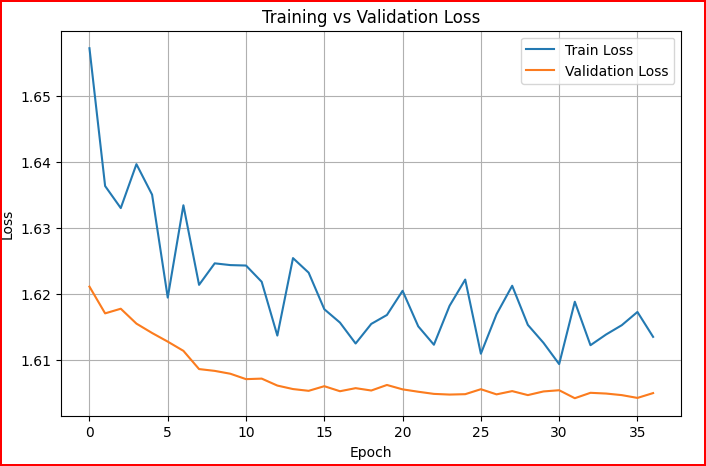 Training vs Validation Loss
Train Loss
Validation Loss
1.65
1.64
1.63
1.62
1.61
Loss
0 5 10 15 20 25 30 35
Epoch